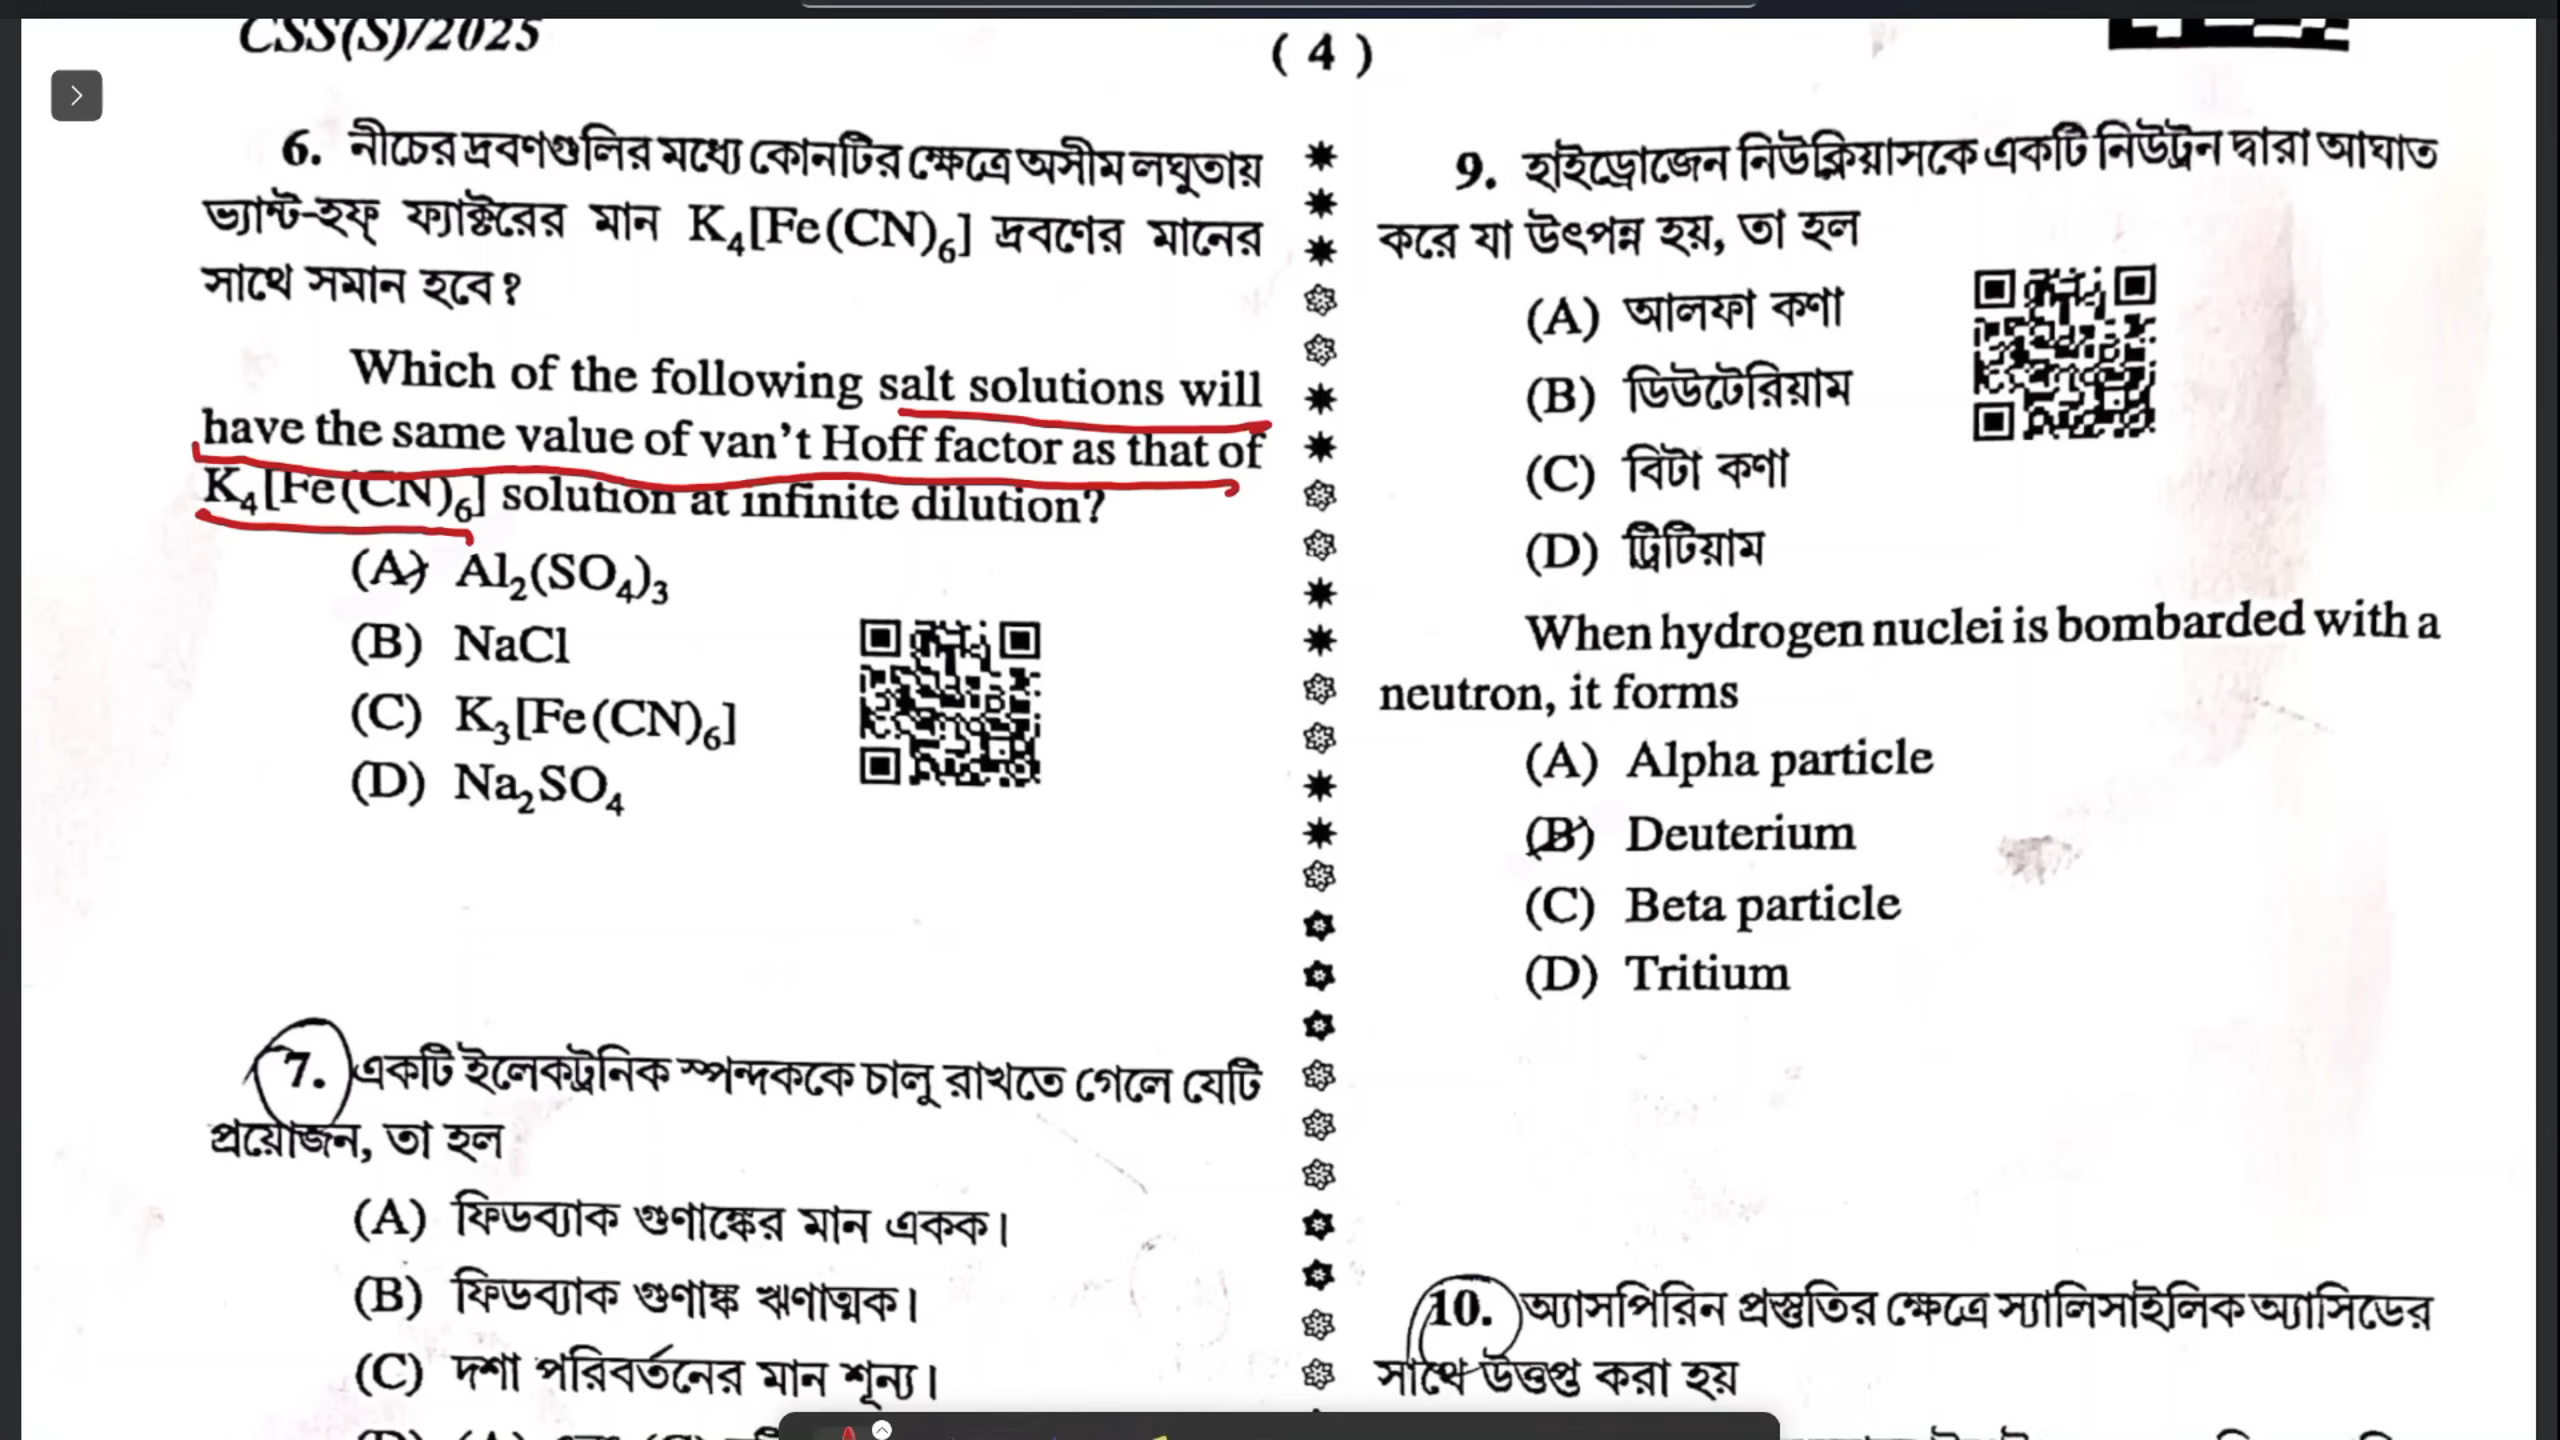 CSS(S)/2025
( 4 )
6. নীচের দ্রবণগুলির মধ্যে কোনটির ক্ষেত্রে অসীম লঘুতায়
ভ্যান্ট-হফ্ ফ্যাক্টরের মান K₄[Fe(CN)₆] দ্রবণের মানের
সাথে সমান হবে?
Which of the following salt solutions will
have the same value of van’t Hoff factor as that of
K₄[Fe(CN)₆] solution at infinite dilution?
(A) Al₂(SO₄)₃
(B) NaCl
(C) K₃[Fe(CN)₆]
(D) Na₂SO₄
7. একটি ইলেকট্রনিক স্পন্দককে চালু রাখতে গেলে যেটি
প্রয়োজন, তা হল
(A) ফিডব্যাক গুণাঙ্কের মান একক।
(B) ফিডব্যাক গুণাঙ্ক ঋণাত্মক।
(C) দশা পরিবর্তনের মান শূন্য।
9. হাইড্রোজেন নিউক্লিয়াসকে একটি নিউট্রন দ্বারা আঘাত
করে যা উৎপন্ন হয়, তা হল
(A) আলফা কণা
(B) ডিউটেরিয়াম
(C) বিটা কণা
(D) ট্রিটিয়াম
When hydrogen nuclei is bombarded with a
neutron, it forms
(A) Alpha particle
(B) Deuterium
(C) Beta particle
(D) Tritium
10. অ্যাসপিরিন প্রস্তুতির ক্ষেত্রে স্যালিসাইলিক অ্যাসিডের
সাথে উত্তপ্ত করা হয়